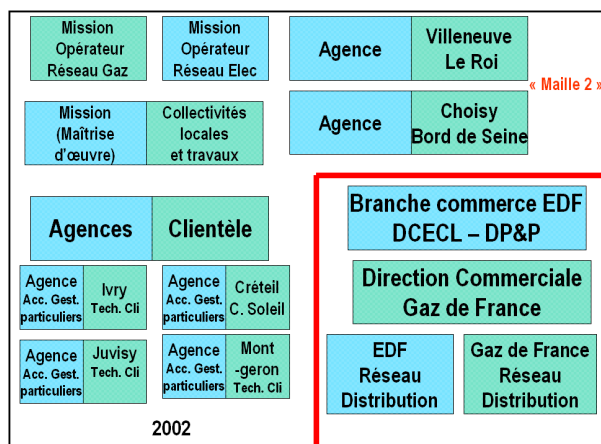 Mission
Opérateur
Réseau Gaz
Mission
Opérateur
Réseau Elec
Agence
Villeneuve
Le Roi
« Maille 2 »
Mission
(Maîtrise
d'œuvre)
Collectivités
locales
et travaux
Agence
Choisy
Bord de Seine
Agences
Clientèle
Agence
Acc. Gest.
particuliers
Ivry
Tech. Cli
Agence
Acc. Gest.
particuliers
Créteil
C. Soleil
Agence
Acc. Gest.
particuliers
Juvisy
Tech. Cli
Agence
Acc. Gest.
particuliers
Mont
-geron
Tech. Cli
2002
Branche commerce EDF
DCECL – DP&P
Direction Commerciale
Gaz de France
EDF
Réseau
Distribution
Gaz de France
Réseau
Distribution